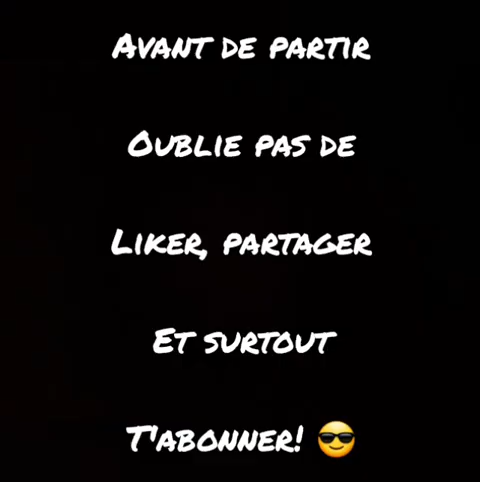 Avant de partir
Oublie pas de
Liker, partager
Et surtout
T'abonner! 😎